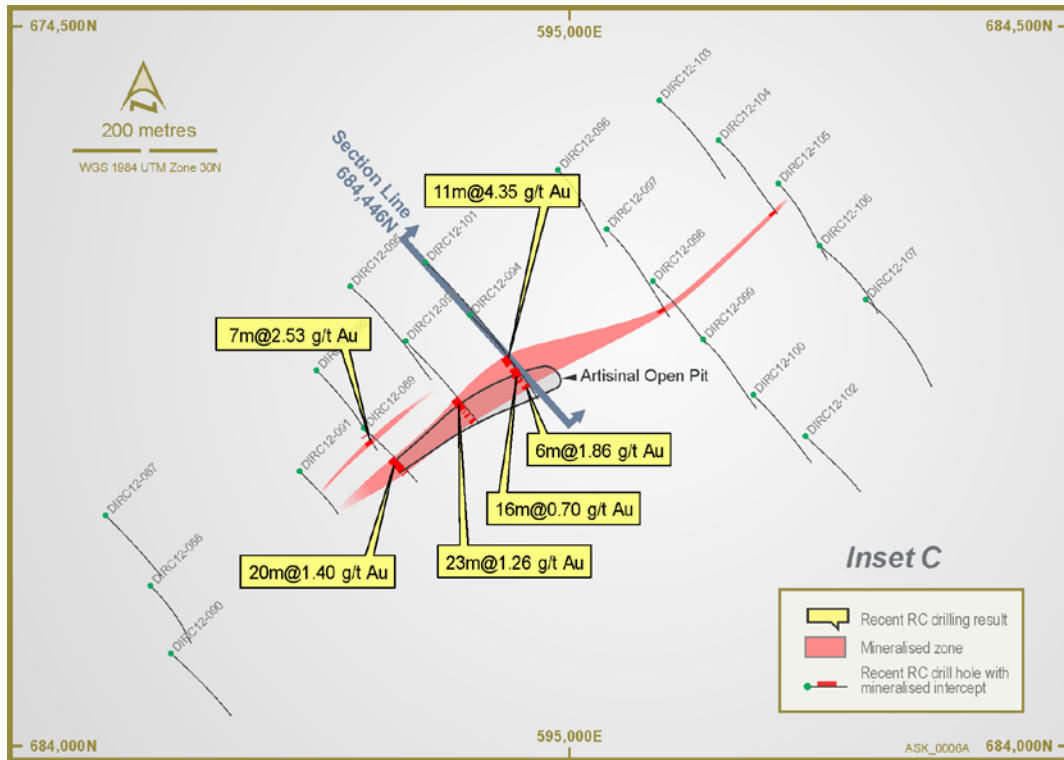 674,500N
595,000E
684,500N
N
200 metres
WGS 1984 UTM Zone 30N
Section Line
684,446N
DIRC12-103
DIRC12-104
DIRC12-105
DIRC12-106
DIRC12-107
DIRC12-096
DIRC12-097
DIRC12-098
DIRC12-099
DIRC12-100
DIRC12-102
DIRC12-101
DIRC12-094
DIRC12-089
DIRC12-091
DIRC12-087
DIRC12-090
11m@4.35 g/t Au
7m@2.53 g/t Au
Artisinal Open Pit
6m@1.86 g/t Au
16m@0.70 g/t Au
23m@1.26 g/t Au
20m@1.40 g/t Au
Inset C
Recent RC drilling result
Mineralised zone
Recent RC drill hole with
mineralised intercept
684,000N
595,000E
ASK_0006A
684,000N